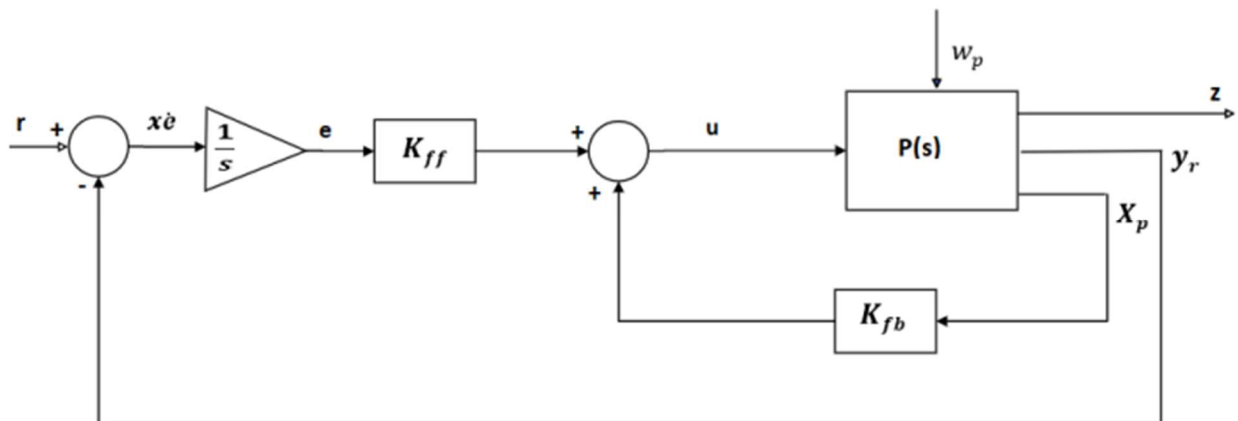 r
+
-
xė
1
s
e
K_ff
+
+
u
w_p
P(s)
z
y_r
X_p
K_fb